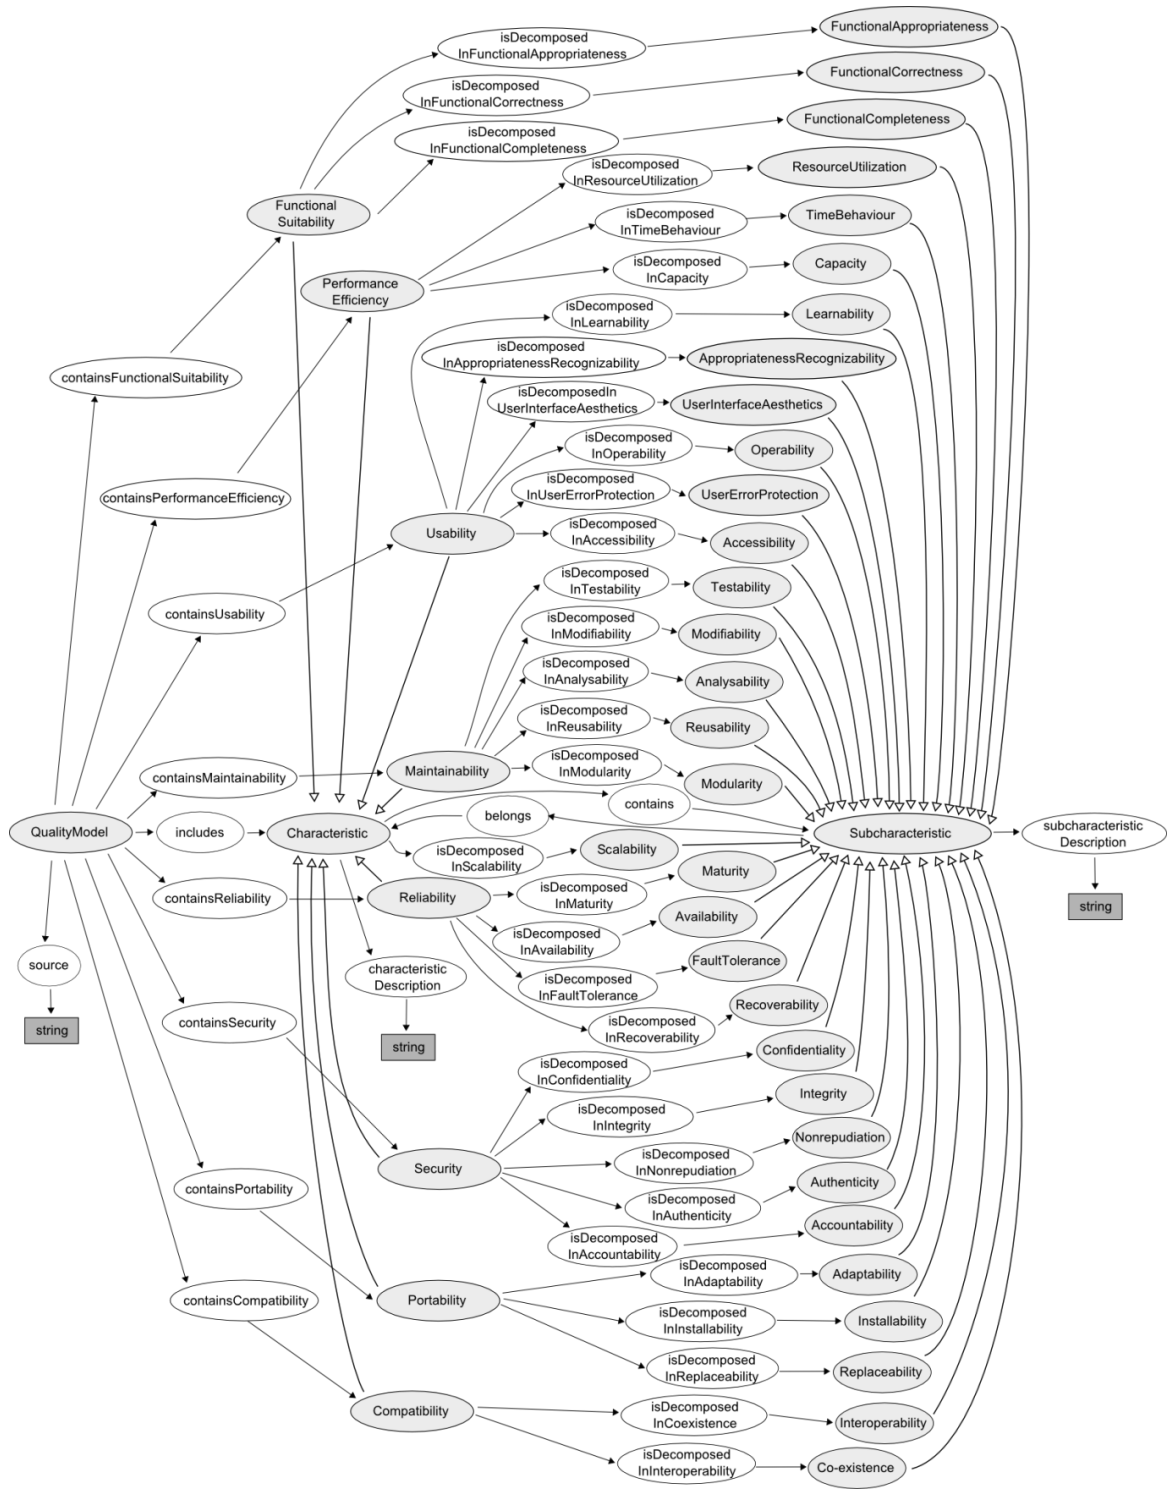 isDecomposed
InFunctionalAppropriateness
FunctionalAppropriateness
isDecomposed
InFunctionalCorrectness
FunctionalCorrectness
isDecomposed
InFunctionalCompleteness
FunctionalCompleteness
isDecomposed
InResourceUtilization
ResourceUtilization
Functional
Suitability
isDecomposed
InTimeBehaviour
TimeBehaviour
isDecomposed
InCapacity
Capacity
Performance
Efficiency
isDecomposed
InLearnability
Learnability
isDecomposed
InAppropriatenessRecognizability
AppropriatenessRecognizability
containsFunctionalSuitability
isDecomposedIn
UserInterfaceAesthetics
UserInterfaceAesthetics
isDecomposed
InOperability
Operability
containsPerformanceEfficiency
isDecomposed
InUserErrorProtection
UserErrorProtection
Usability
isDecomposed
InAccessibility
Accessibility
isDecomposed
InTestability
Testability
containsUsability
isDecomposed
InModifiability
Modifiability
isDecomposed
InAnalysability
Analysability
isDecomposed
InReusability
Reusability
containsMaintainability
Maintainability
isDecomposed
InModularity
Modularity
contains
belongs
QualityModel
includes
Characteristic
Subcharacteristic
subcharacteristic
Description
string
isDecomposed
InScalability
Scalability
Maturity
containsReliability
Reliability
isDecomposed
InMaturity
Availability
isDecomposed
InAvailability
FaultTolerance
source
string
characteristic
Description
string
isDecomposed
InFaultTolerance
Recoverability
containsSecurity
isDecomposed
InRecoverability
Confidentiality
isDecomposed
InConfidentiality
Integrity
isDecomposed
InIntegrity
Nonrepudiation
Security
isDecomposed
InNonrepudiation
Authenticity
containsPortability
isDecomposed
InAuthenticity
Accountability
isDecomposed
InAccountability
isDecomposed
InAdaptability
Adaptability
containsCompatibility
Portability
isDecomposed
InInstallability
Installability
isDecomposed
InReplaceability
Replaceability
Compatibility
isDecomposed
InCoexistence
Interoperability
isDecomposed
InInteroperability
Co-existence